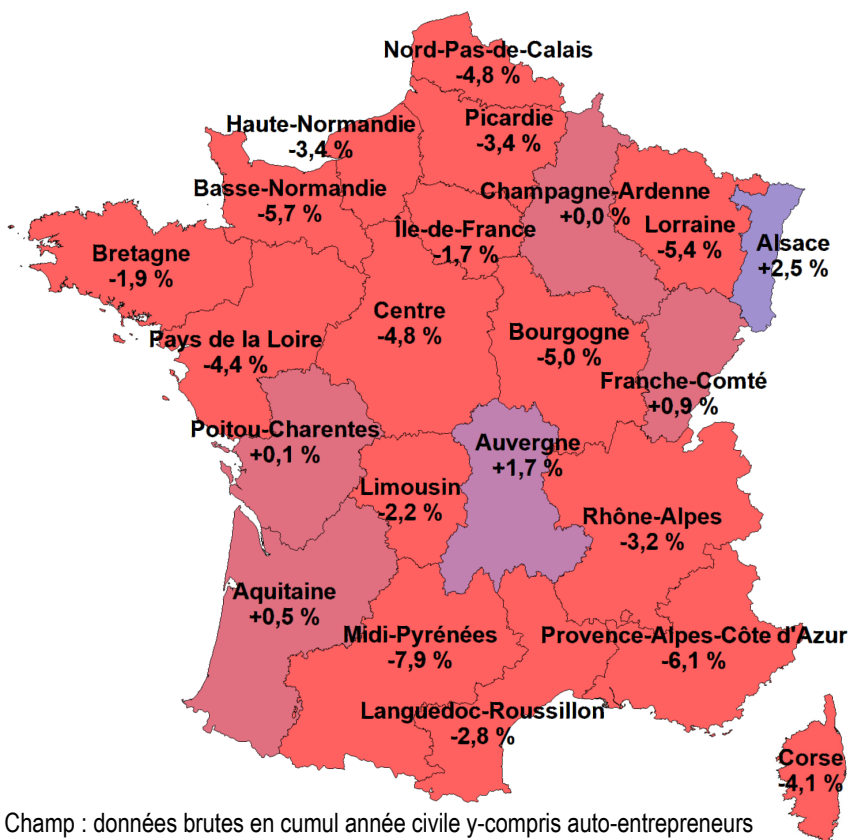 Nord-Pas-de-Calais
-4,8 %
Haute-Normandie
-3,4 %
Picardie
-3,4 %
Basse-Normandie
-5,7 %
Champagne-Ardenne
+0,0 %
Île-de-France
-1,7 %
Lorraine
-5,4 %
Alsace
+2,5 %
Bretagne
-1,9 %
Centre
-4,8 %
Pays de la Loire
-4,4 %
Bourgogne
-5,0 %
Franche-Comté
+0,9 %
Poitou-Charentes
+0,1 %
Auvergne
+1,7 %
Limousin
-2,2 %
Rhône-Alpes
-3,2 %
Aquitaine
+0,5 %
Midi-Pyrénées
-7,9 %
Provence-Alpes-Côte d'Azur
-6,1 %
Languedoc-Roussillon
-2,8 %
Corse
-4,1 %
Champ : données brutes en cumul année civile y-compris auto-entrepreneurs